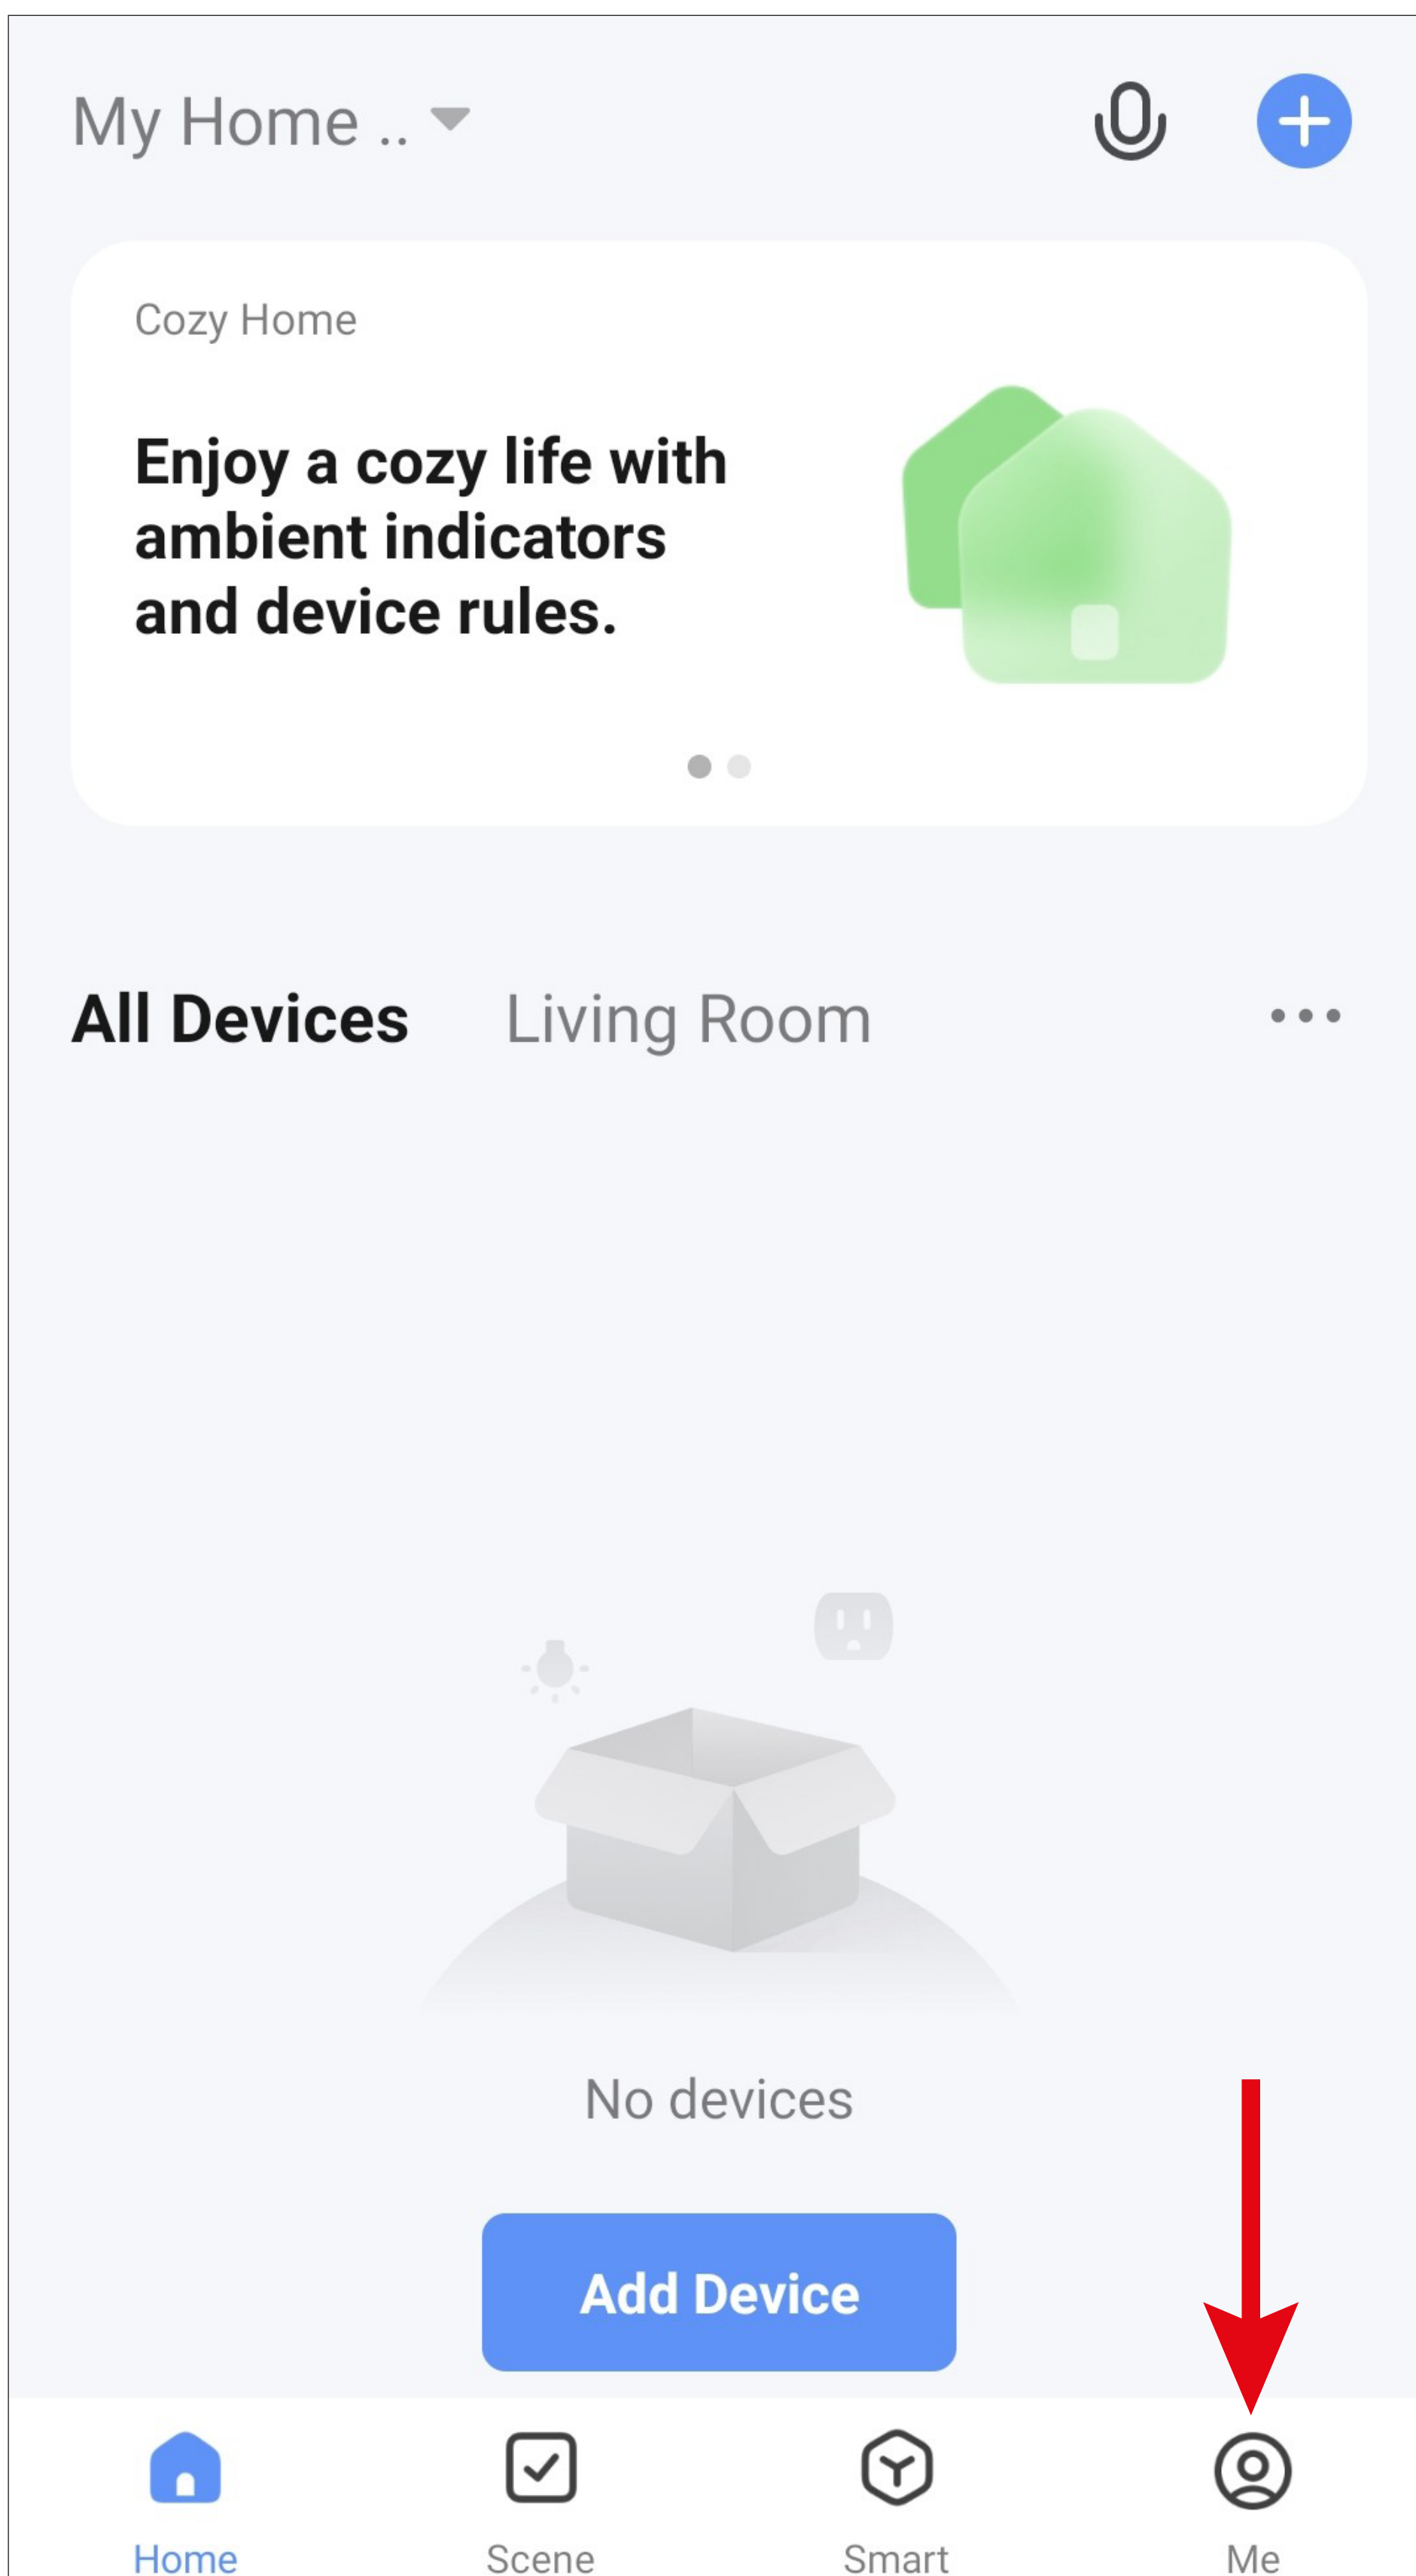 My Home ..
Cozy Home
Enjoy a cozy life with
ambient indicators
and device rules.
All Devices Living Room
No devices
Add Device
Home Scene Smart Me